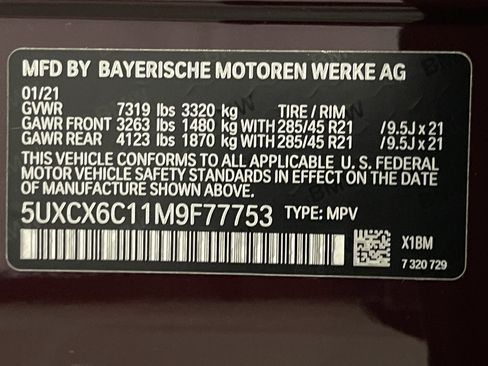 MFD BY BAYERISCHE MOTOREN WERKE AG
01/21
GVWR 7319 lbs 3320 kg TIRE / RIM
GAWR FRONT 3263 lbs 1480 kg WITH 285/45 R21 / 9.5J x 21
GAWR REAR 4123 lbs 1870 kg WITH 285/45 R21 / 9.5J x 21
THIS VEHICLE CONFORMS TO ALL APPLICABLE U. S. FEDERAL
MOTOR VEHICLE SAFETY STANDARDS IN EFFECT ON THE DATE
OF MANUFACTURE SHOWN ABOVE.
5UXCX6C11M9F77753 TYPE: MPV
X1BM
7 320 729